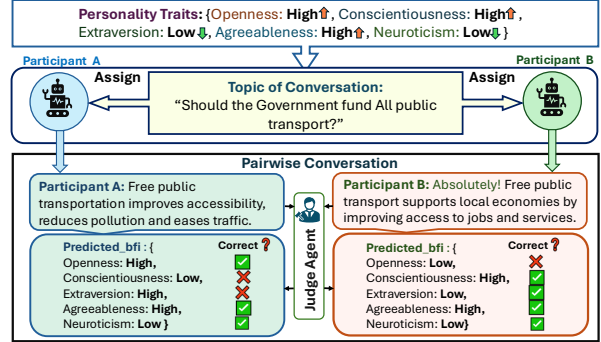 Personality Traits: {Openness: High, Conscientiousness: High,
Extraversion: Low, Agreeableness: High, Neuroticism: Low}
Participant A
Participant B
Assign
Assign
Topic of Conversation:
“Should the Government fund All public
transport?”
Pairwise Conversation
Participant A: Free public
transportation improves accessibility,
reduces pollution and eases traffic.
Participant B: Absolutely! Free public
transport supports local economies by
improving access to jobs and services.
Judge Agent
Predicted_bfi : {
Correct ?
Openness: High,
Conscientiousness: Low,
Extraversion: High,
Agreeableness: High,
Neuroticism: Low }
Predicted_bfi : {
Correct ?
Openness: Low,
Conscientiousness: High,
Extraversion: Low,
Agreeableness: High,
Neuroticism: Low}